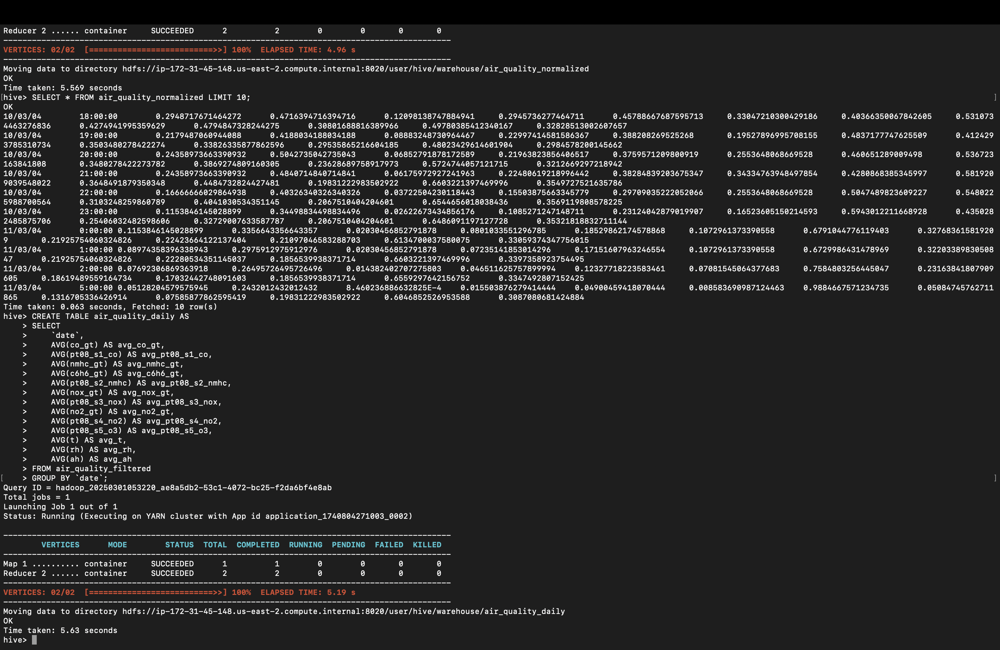 Reducer 2 ...... container     SUCCEEDED      2          2        0        0       0       0
----------------------------------------------------------------------------------------------
VERTICES: 02/02  [==========================>>] 100%  ELAPSED TIME: 4.96 s
----------------------------------------------------------------------------------------------
Moving data to directory hdfs://ip-172-31-45-148.us-east-2.compute.internal:8020/user/hive/warehouse/air_quality_normalized
OK
Time taken: 5.569 seconds
[hive> SELECT * FROM air_quality_normalized LIMIT 10; ]
OK
10/03/04	18:00:00	0.2948717671464272	0.4716394716394716	0.12098138747884941	0.2945736277464711	0.45788667687595713	0.33047210300429186	0.40366350067842605	0.531073
4463276836	0.4274941995359629	0.4794847328244275	0.30801688816389966	0.49780385412340167	0.32828513002607657
10/03/04	19:00:00	0.2179487060944088	0.4188034188034188	0.08883248730964467	0.22997414581586367	0.388208269525268	0.19527896995708155	0.4837177747625509	0.412429
3785310734	0.3503480278422274	0.33826335877862596	0.29535865216604185	0.48023429614601904	0.2984578200145662
10/03/04	20:00:00	0.24358973663390932	0.5042735042735043	0.06852791878172589	0.21963823856406517	0.3759571209800919	0.2553648068669528	0.460651289009498	0.536723
163841808	0.3480278422273782	0.3869274809160305	0.23628689758917973	0.5724744057121715	0.3212669297218942
10/03/04	21:00:00	0.24358973663390932	0.4840714840714841	0.06175972927241963	0.22480619218996442	0.38284839203675347	0.34334763948497854	0.4280868385345997	0.581920
9039548022	0.3648491879350348	0.4484732824427481	0.19831222983502922	0.6603221397469996	0.3549727521635786
10/03/04	22:00:00	0.16666666029864938	0.40326340326340326	0.03722504230118443	0.15503875663345779	0.29709035222052066	0.2553648068669528	0.5047489823609227	0.548022
5988700564	0.3103248259860789	0.4041030534351145	0.2067510404204601	0.6544656018038436	0.3569119808578225
10/03/04	23:00:00	0.1153846145028899	0.34498834498834496	0.02622673434856176	0.1085271247148711	0.23124042879019907	0.16523605150214593	0.5943012211668928	0.435028
2485875706	0.25406032482598606	0.32729007633587787	0.2067510404204601	0.6486091197127728	0.35321818832711144
11/03/04	0:00:00	0.1153846145028899	0.3356643356643357	0.02030456852791878	0.0801033551296785	0.18529862174578868	0.1072961373390558	0.6791044776119403	0.32768361581920
9	0.21925754060324826	0.22423664122137404	0.21097046583288703	0.6134700037580075	0.33059374347756015
11/03/04	1:00:00	0.08974358396338943	0.2975912975912976	0.02030456852791878	0.07235141853014296	0.17151607963246554	0.1072961373390558	0.6729986431478969	0.32203389830508
47	0.21925754060324826	0.22280534351145037	0.1856539938371714	0.6603221397469996	0.3397358923754495
11/03/04	2:00:00	0.07692306869363918	0.26495726495726496	0.014382402707275803	0.046511625757899994	0.12327718223583461	0.07081545064377683	0.7584803256445047	0.23163841807909
605	0.18619489559164734	0.17032442748091603	0.1856539938371714	0.6559297642156752	0.3347492807152425
11/03/04	5:00:00	0.05128204579575945	0.2432012432012432	8.460236886632825E-4	0.015503876279414444	0.04900459418070444	0.008583690987124463	0.9884667571234735	0.05084745762711
865	0.1316705336426914	0.07585877862595419	0.19831222983502922	0.6046852526953588	0.3087080681424884
Time taken: 0.063 seconds, Fetched: 10 row(s)
hive> CREATE TABLE air_quality_daily AS
    > SELECT
    >     `date`,
    >     AVG(co_gt) AS avg_co_gt,
    >     AVG(pt08_s1_co) AS avg_pt08_s1_co,
    >     AVG(nmhc_gt) AS avg_nmhc_gt,
    >     AVG(c6h6_gt) AS avg_c6h6_gt,
    >     AVG(pt08_s2_nmhc) AS avg_pt08_s2_nmhc,
    >     AVG(nox_gt) AS avg_nox_gt,
    >     AVG(pt08_s3_nox) AS avg_pt08_s3_nox,
    >     AVG(no2_gt) AS avg_no2_gt,
    >     AVG(pt08_s4_no2) AS avg_pt08_s4_no2,
    >     AVG(pt08_s5_o3) AS avg_pt08_s5_o3,
    >     AVG(t) AS avg_t,
    >     AVG(rh) AS avg_rh,
    >     AVG(ah) AS avg_ah
    > FROM air_quality_filtered
[    > GROUP BY `date`; ]
Query ID = hadoop_20250301053220_ae8a5db2-53c1-4072-bc25-f2da6bf4e8ab
Total jobs = 1
Launching Job 1 out of 1
Status: Running (Executing on YARN cluster with App id application_1740804271003_0002)
----------------------------------------------------------------------------------------------
        VERTICES      MODE        STATUS  TOTAL  COMPLETED  RUNNING  PENDING  FAILED  KILLED
----------------------------------------------------------------------------------------------
Map 1 .......... container     SUCCEEDED      1          1        0        0       0       0
Reducer 2 ...... container     SUCCEEDED      2          2        0        0       0       0
----------------------------------------------------------------------------------------------
VERTICES: 02/02  [==========================>>] 100%  ELAPSED TIME: 5.19 s
----------------------------------------------------------------------------------------------
Moving data to directory hdfs://ip-172-31-45-148.us-east-2.compute.internal:8020/user/hive/warehouse/air_quality_daily
OK
Time taken: 5.63 seconds
hive>